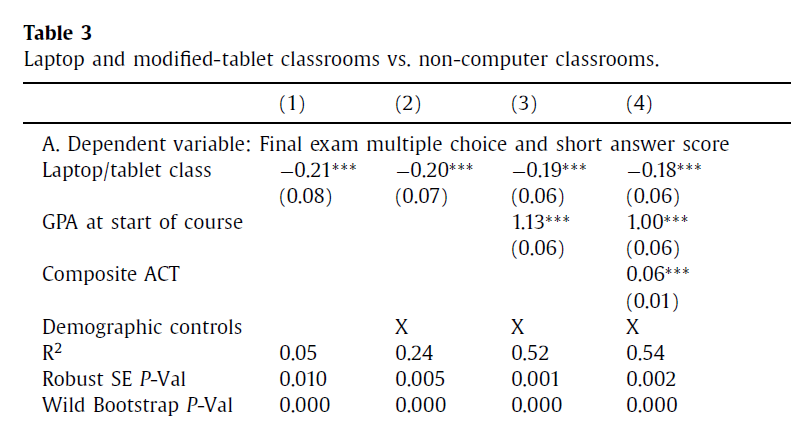 Table 3
Laptop and modified-tablet classrooms vs. non-computer classrooms.
(1) (2) (3) (4)
A. Dependent variable: Final exam multiple choice and short answer score
Laptop/tablet class −0.21*** −0.20*** −0.19*** −0.18***
(0.08) (0.07) (0.06) (0.06)
GPA at start of course 1.13*** 1.00***
(0.06) (0.06)
Composite ACT 0.06***
(0.01)
Demographic controls X X X
R² 0.05 0.24 0.52 0.54
Robust SE P-Val 0.010 0.005 0.001 0.002
Wild Bootstrap P-Val 0.000 0.000 0.000 0.000